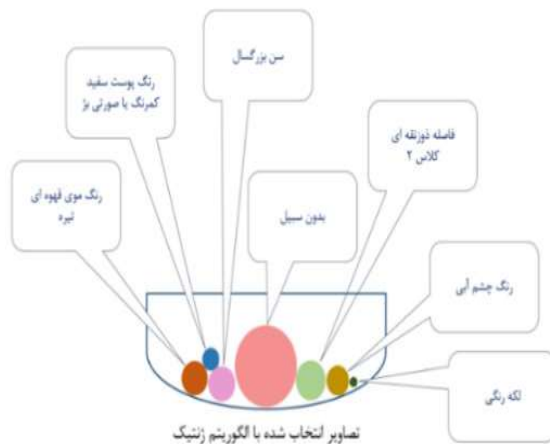 سن بزرگسال
رنگ پوست سفید
کمرنگ یا صورتی بژ
فاصله ذوزنقه ای
کلاس ۲
رنگ موی قهوه ای
تیره
بدون سبیل
رنگ چشم آبی
لکه رنگی
تصاویر انتخاب شده با الگوریتم ژنتیک